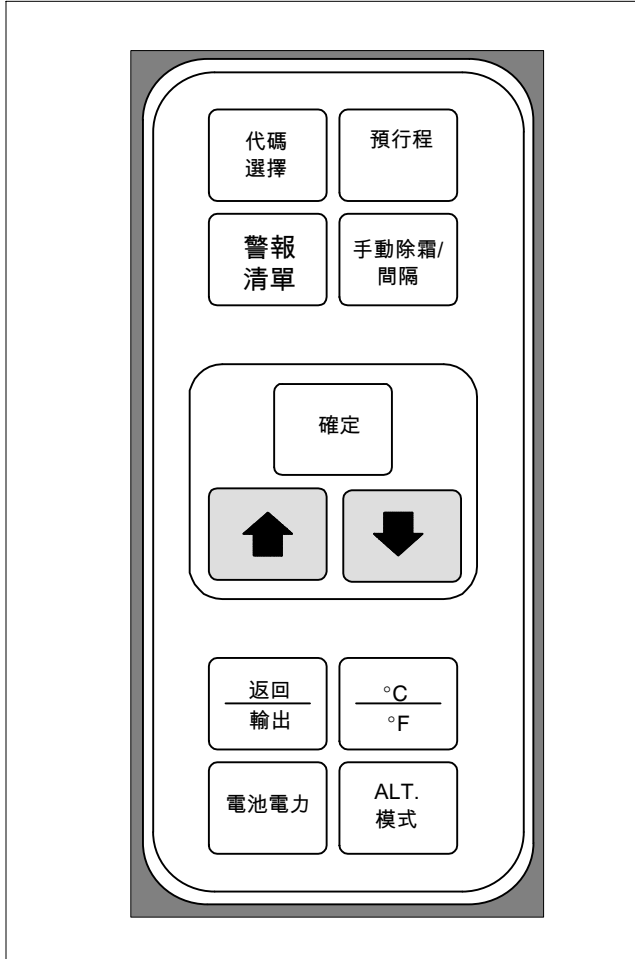 代碼
選擇
預行程
警報
清單
手動除霜/
間隔
確定
返回
輸出
°C
°F
電池電力
ALT.
模式